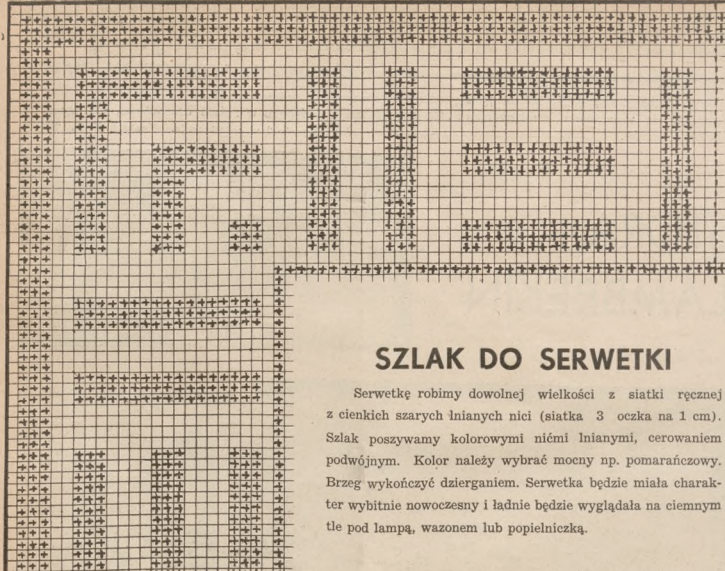 SZLAK DO SERWETKI
Serwetkę robimy dowolnej wielkości z siatki ręcznej
z cienkich szarych lnianych nici (siatka 3 oczka na 1 cm).
Szlak poszywamy kolorowymi nićmi lnianymi, cerowaniem
podwójnym. Kolor należy wybrać mocny np. pomarańczowy.
Brzeg wykończyć dzierganiem. Serwetka będzie miała charak-
ter wybitnie nowoczesny i ładnie będzie wyglądała na ciemnym
tle pod lampą, wazonem lub popielniczką.